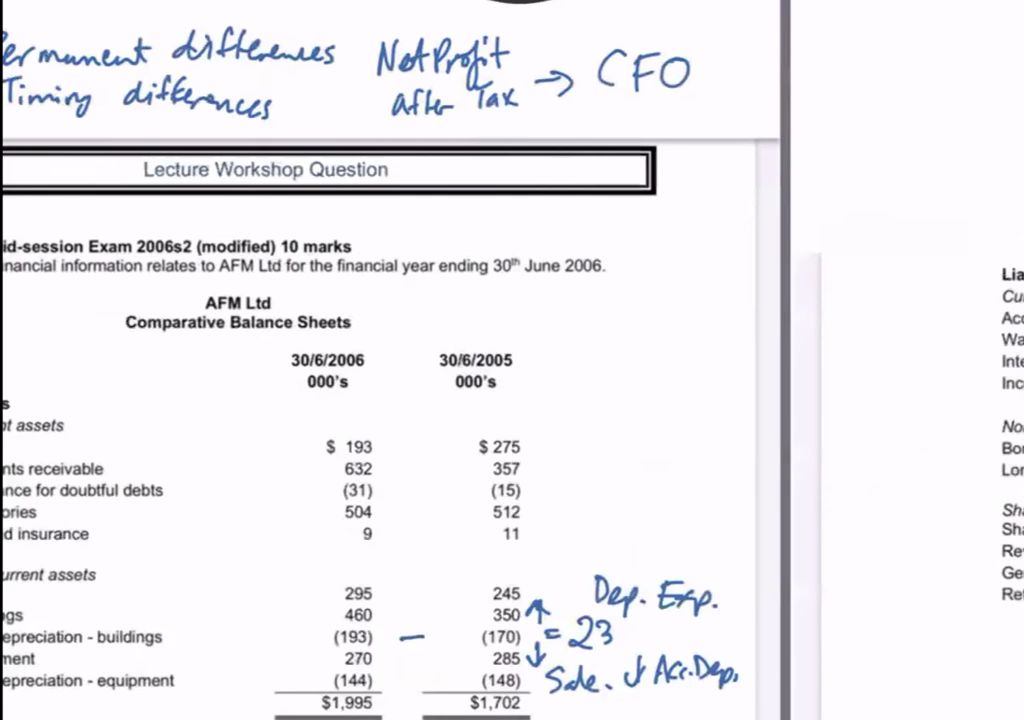 ermanent differences Net Profit
Timing differences after Tax → CFO
Lecture Workshop Question
id-session Exam 2006s2 (modified) 10 marks
nancial information relates to AFM Ltd for the financial year ending 30th June 2006.
AFM Ltd
Comparative Balance Sheets
30/6/2006 30/6/2005
000's 000's
s
nt assets
$ 193 $ 275
nts receivable 632 357
nce for doubtful debts (31) (15)
ories 504 512
d insurance 9 11
urrent assets
295 245 Dep. Exp.
gs 460 350 ↑
epreciation - buildings (193) – (170) = 23
ment 270 285 ↓
epreciation - equipment (144) (148) Sale. ↓ Acc. Dep.
$1,995 $1,702
Lia
Cu
Acc
Wa
Inte
Inc
No
Bor
Lor
Sha
Sha
Re
Ge
Ret